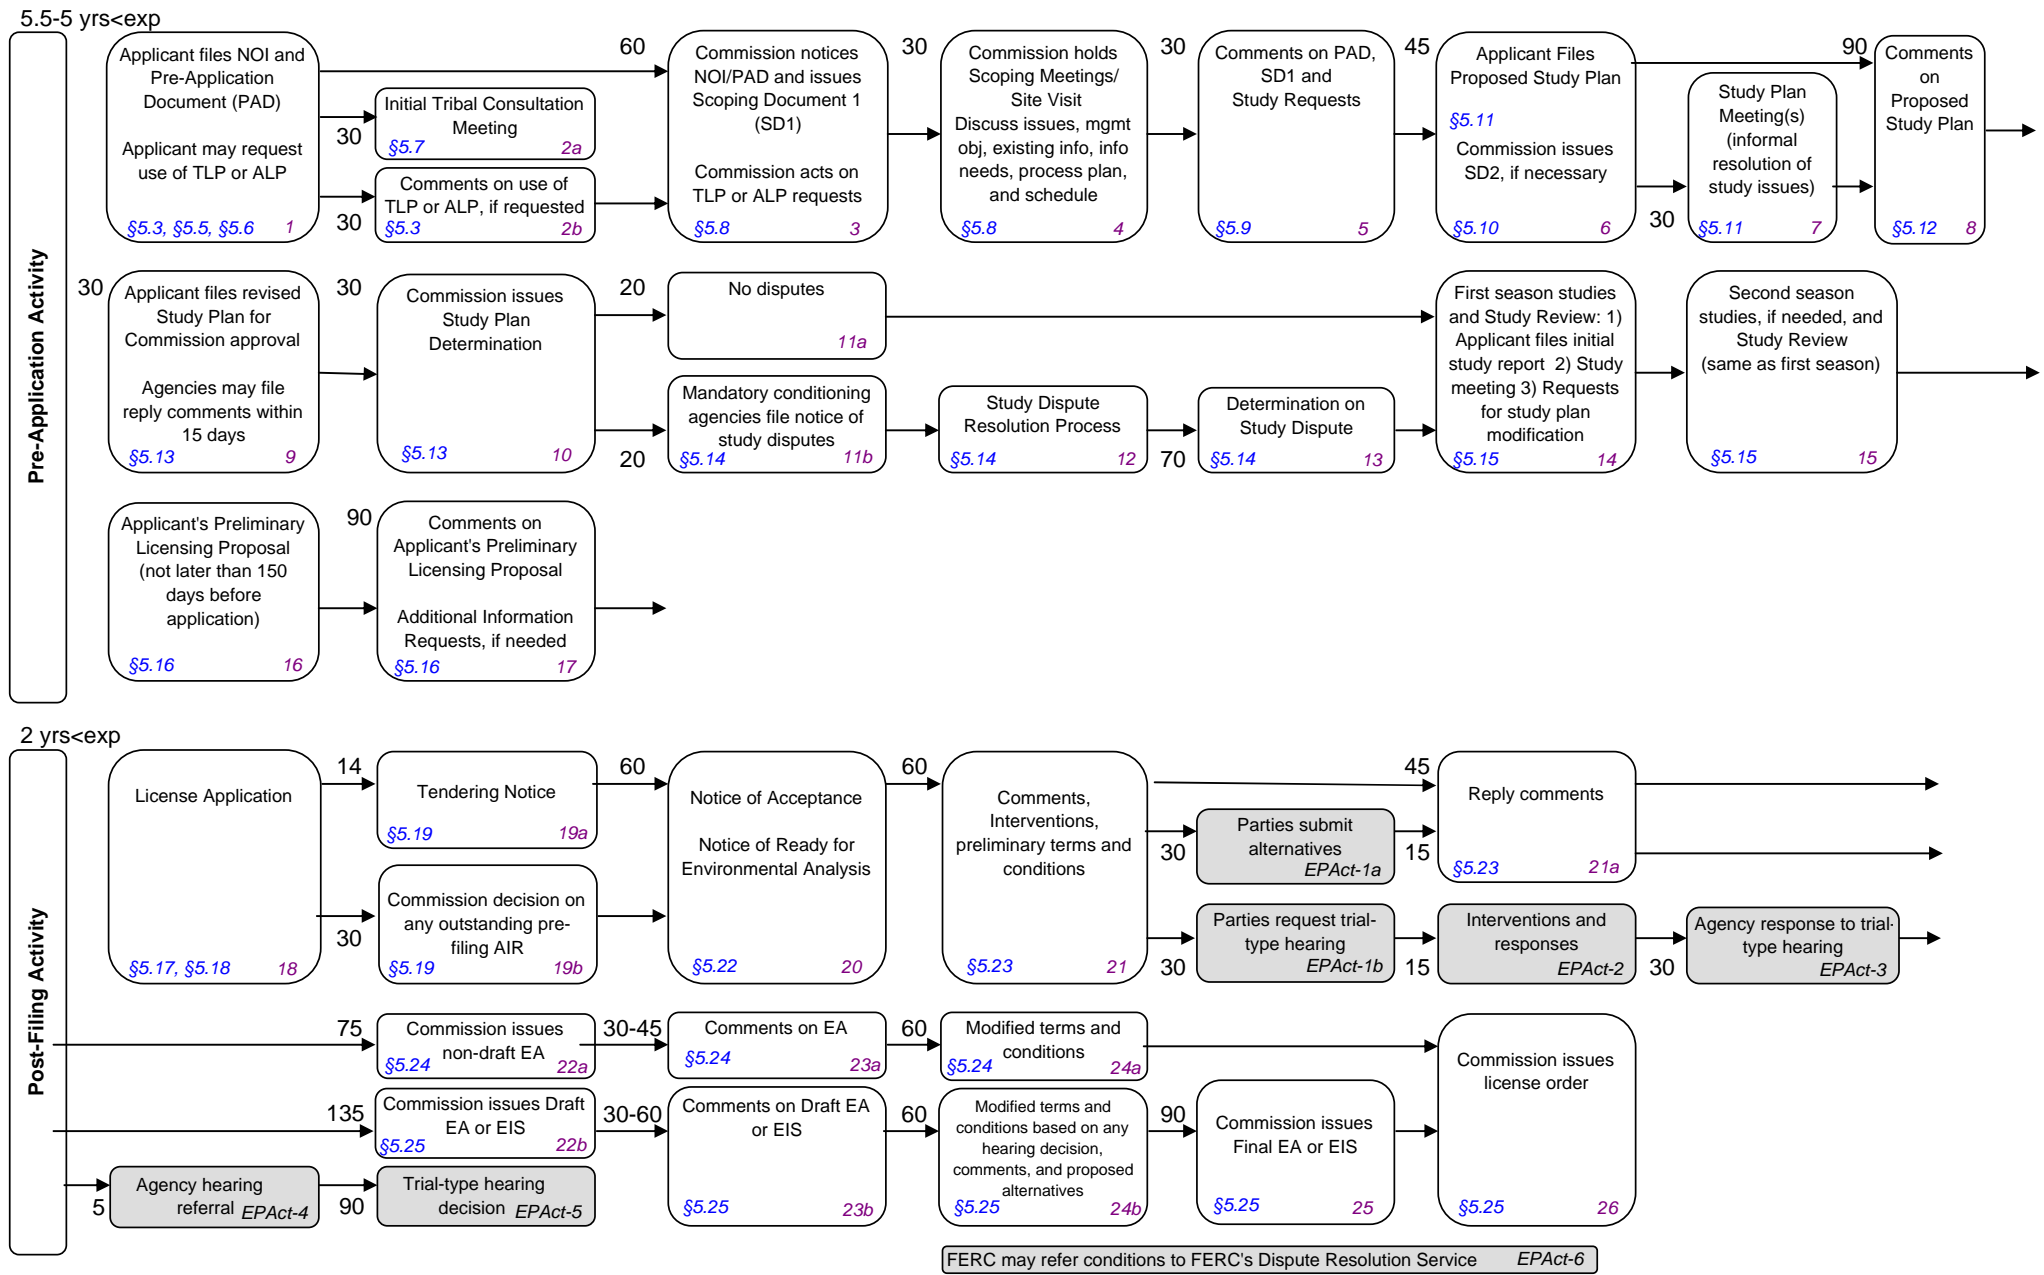 5.5-5 yrs<exp
Pre-Application Activity
Applicant files NOI and
Pre-Application
Document (PAD)
Applicant may request
use of TLP or ALP
§5.3, §5.5, §5.6 1
60
30
Initial Tribal Consultation
Meeting
§5.7 2a
30
Comments on use of
TLP or ALP, if requested
§5.3 2b
Commission notices
NOI/PAD and issues
Scoping Document 1
(SD1)
Commission acts on
TLP or ALP requests
§5.8 3
30
Commission holds
Scoping Meetings/
Site Visit
Discuss issues, mgmt
obj, existing info, info
needs, process plan,
and schedule
§5.8 4
30
Comments on PAD,
SD1 and
Study Requests
§5.9 5
45
Applicant Files
Proposed Study Plan
§5.11
Commission issues
SD2, if necessary
§5.10 6
90
30
Study Plan
Meeting(s)
(informal
resolution of
study issues)
§5.11 7
Comments
on
Proposed
Study Plan
§5.12 8
30
Applicant files revised
Study Plan for
Commission approval
Agencies may file
reply comments within
15 days
§5.13 9
30
Commission issues
Study Plan
Determination
§5.13 10
20
No disputes
11a
20
Mandatory conditioning
agencies file notice of
study disputes
§5.14 11b
Study Dispute
Resolution Process
§5.14 12
70
Determination on
Study Dispute
§5.14 13
First season studies
and Study Review: 1)
Applicant files initial
study report 2) Study
meeting 3) Requests
for study plan
modification
§5.15 14
Second season
studies, if needed, and
Study Review
(same as first season)
§5.15 15
Applicant's Preliminary
Licensing Proposal
(not later than 150
days before
application)
§5.16 16
90
Comments on
Applicant's Preliminary
Licensing Proposal
Additional Information
Requests, if needed
§5.16 17
2 yrs<exp
Post-Filing Activity
License Application
§5.17, §5.18 18
14
Tendering Notice
§5.19 19a
30
Commission decision on
any outstanding pre-
filing AIR
§5.19 19b
60
Notice of Acceptance
Notice of Ready for
Environmental Analysis
§5.22 20
60
Comments,
Interventions,
preliminary terms and
conditions
§5.23 21
45
30
Parties submit
alternatives
EPAct-1a
15
Reply comments
§5.23 21a
30
Parties request trial-
type hearing
EPAct-1b
15
Interventions and
responses
EPAct-2
30
Agency response to trial-
type hearing
EPAct-3
75
Commission issues
non-draft EA
§5.24 22a
30-45
Comments on EA
§5.24 23a
60
Modified terms and
conditions
§5.24 24a
135
Commission issues Draft
EA or EIS
§5.25 22b
30-60
Comments on Draft EA
or EIS
§5.25 23b
60
Modified terms and
conditions based on any
hearing decision,
comments, and proposed
alternatives
§5.25 24b
90
Commission issues
Final EA or EIS
§5.25 25
Commission issues
license order
§5.25 26
5
Agency hearing
referral EPAct-4
90
Trial-type hearing
decision EPAct-5
FERC may refer conditions to FERC's Dispute Resolution Service EPAct-6